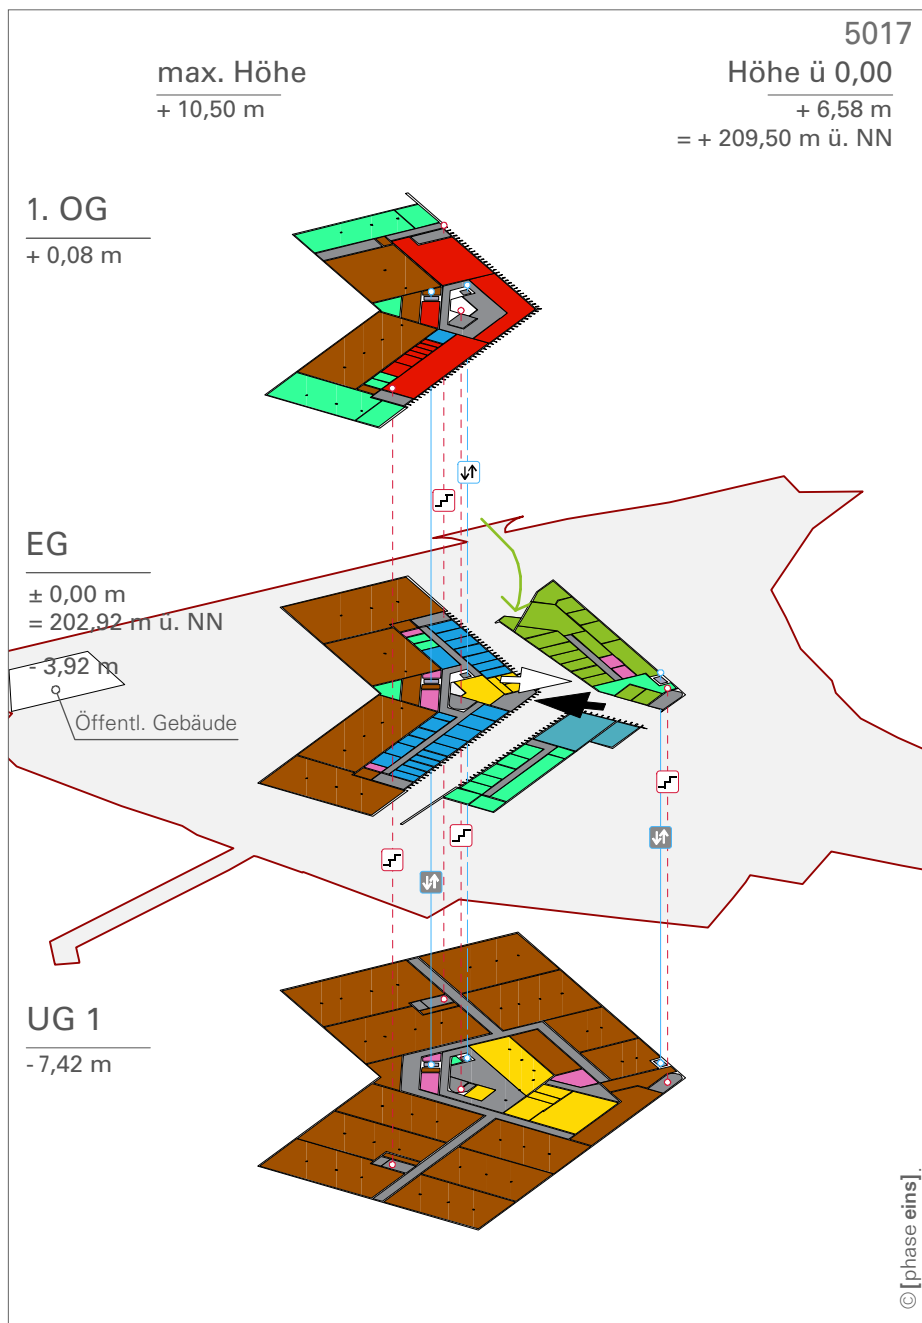 5017
max. Höhe
+ 10,50 m
Höhe ü 0,00
+ 6,58 m
= + 209,50 m ü. NN
1. OG
+ 0,08 m
EG
± 0,00 m
= 202,92 m ü. NN
- 3,92 m
Öffentl. Gebäude
UG 1
- 7,42 m
© [phase eins].